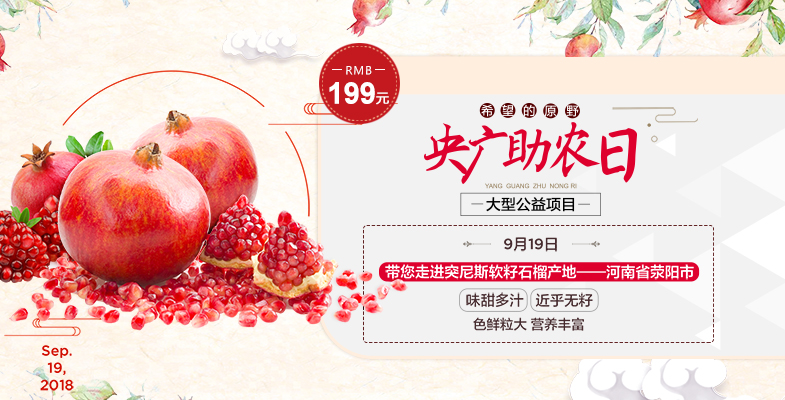 RMB
199元
希望的原野
央广助农日
YANG GUANG ZHU NONG RI
大型公益项目
9月19日
带您走进突尼斯软籽石榴产地——河南省荥阳市
味甜多汁 近乎无籽
色鲜粒大 营养丰富
Sep.
19,
2018